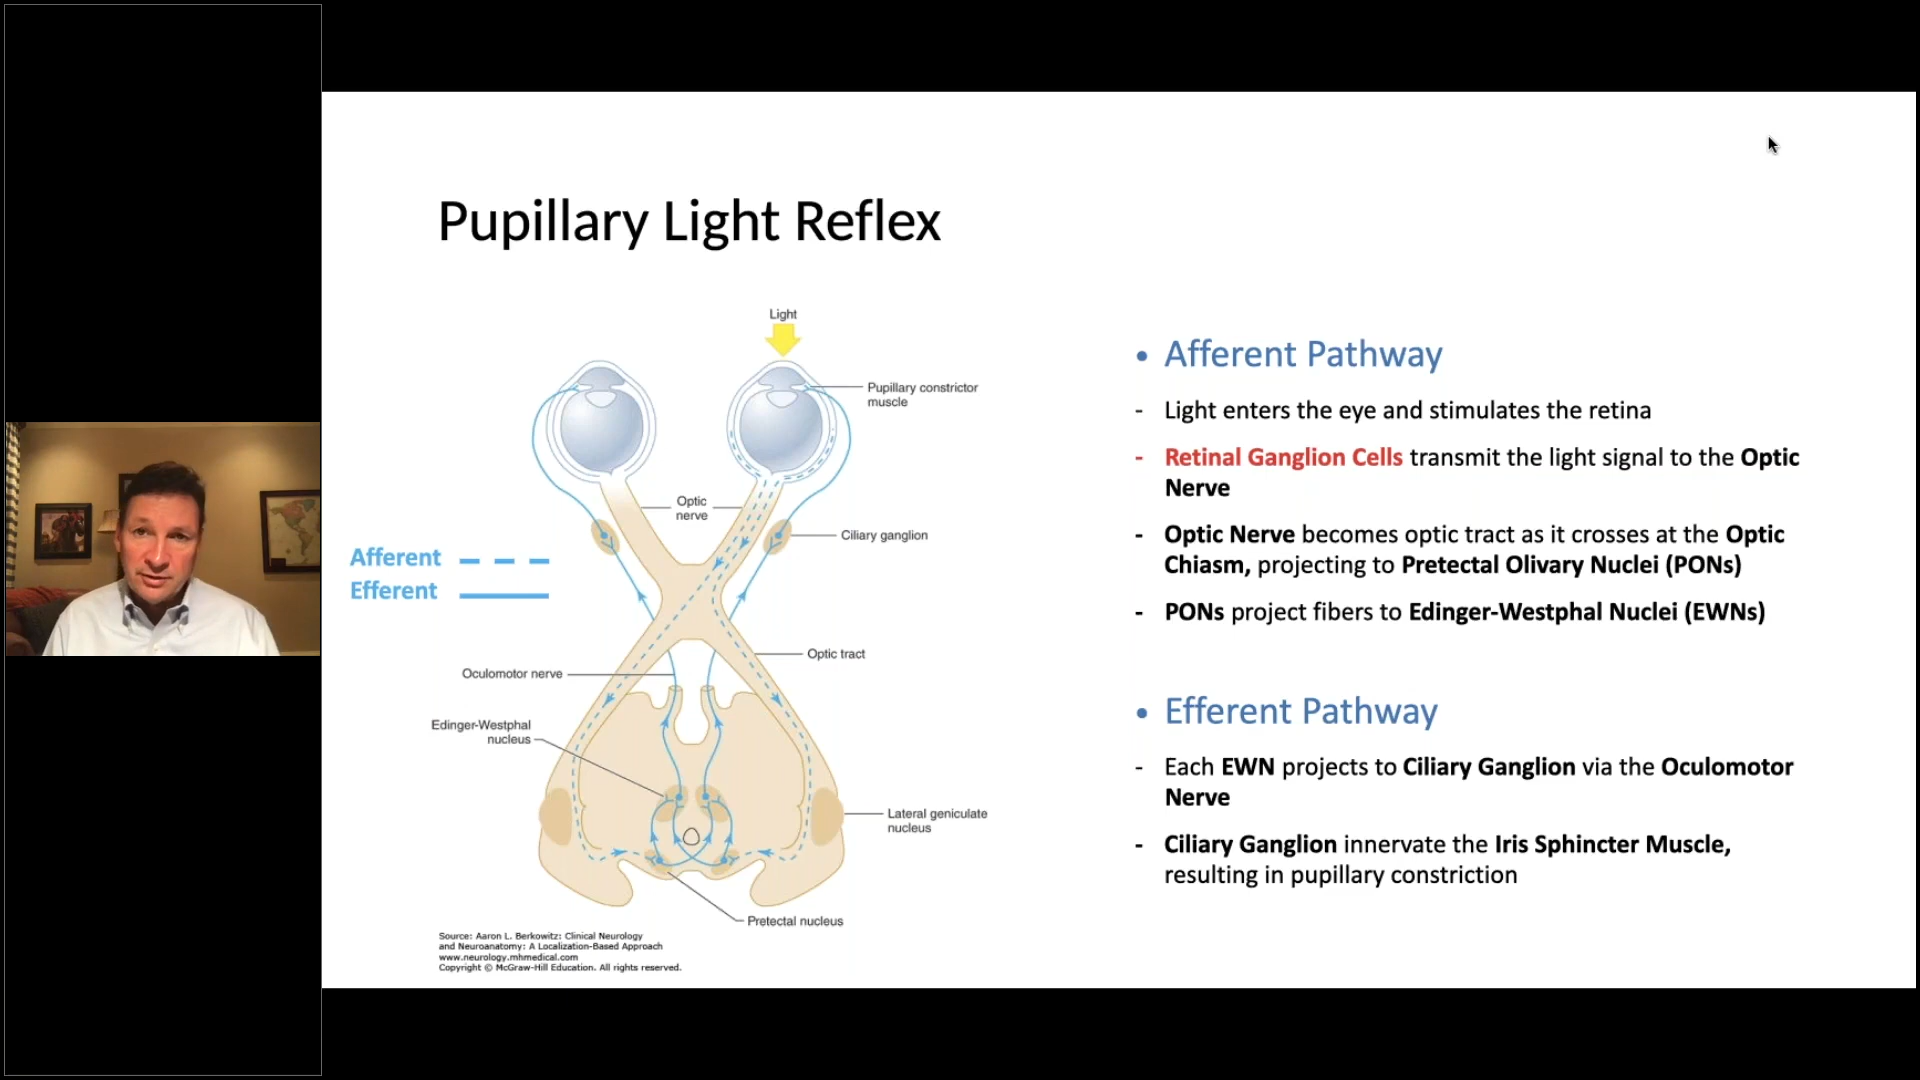 Pupillary Light Reflex
Light
Pupillary constrictor
muscle
Optic
nerve
Ciliary ganglion
Afferent
Efferent
Optic tract
Oculomotor nerve
Edinger-Westphal
nucleus
Lateral geniculate
nucleus
Pretectal nucleus
Source: Aaron L. Berkowitz: Clinical Neurology
and Neuroanatomy: A Localization-Based Approach
www.neurology.mhmedical.com
Copyright © McGraw-Hill Education. All rights reserved.
• Afferent Pathway
- Light enters the eye and stimulates the retina
- Retinal Ganglion Cells transmit the light signal to the Optic
Nerve
- Optic Nerve becomes optic tract as it crosses at the Optic
Chiasm, projecting to Pretectal Olivary Nuclei (PONs)
- PONs project fibers to Edinger-Westphal Nuclei (EWNs)
• Efferent Pathway
- Each EWN projects to Ciliary Ganglion via the Oculomotor
Nerve
- Ciliary Ganglion innervate the Iris Sphincter Muscle,
resulting in pupillary constriction